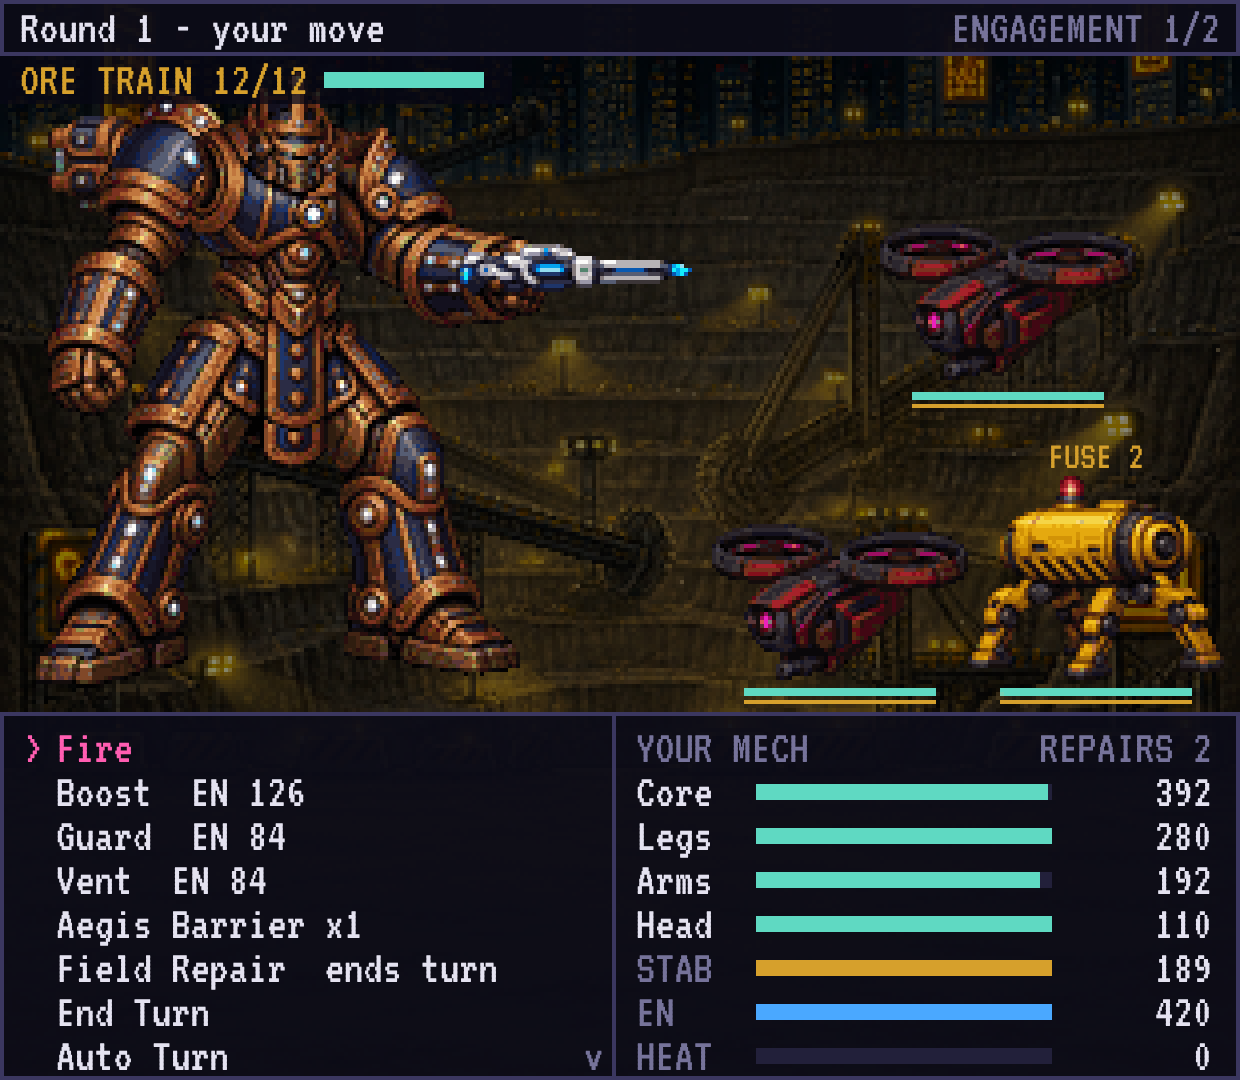 Round 1 - your move
ENGAGEMENT 1/2
ORE TRAIN 12/12
FUSE 2
> Fire
Boost EN 126
Guard EN 84
Vent EN 84
Aegis Barrier x1
Field Repair ends turn
End Turn
Auto Turn v
YOUR MECH REPAIRS 2
Core 392
Legs 280
Arms 192
Head 110
STAB 189
EN 420
HEAT 0